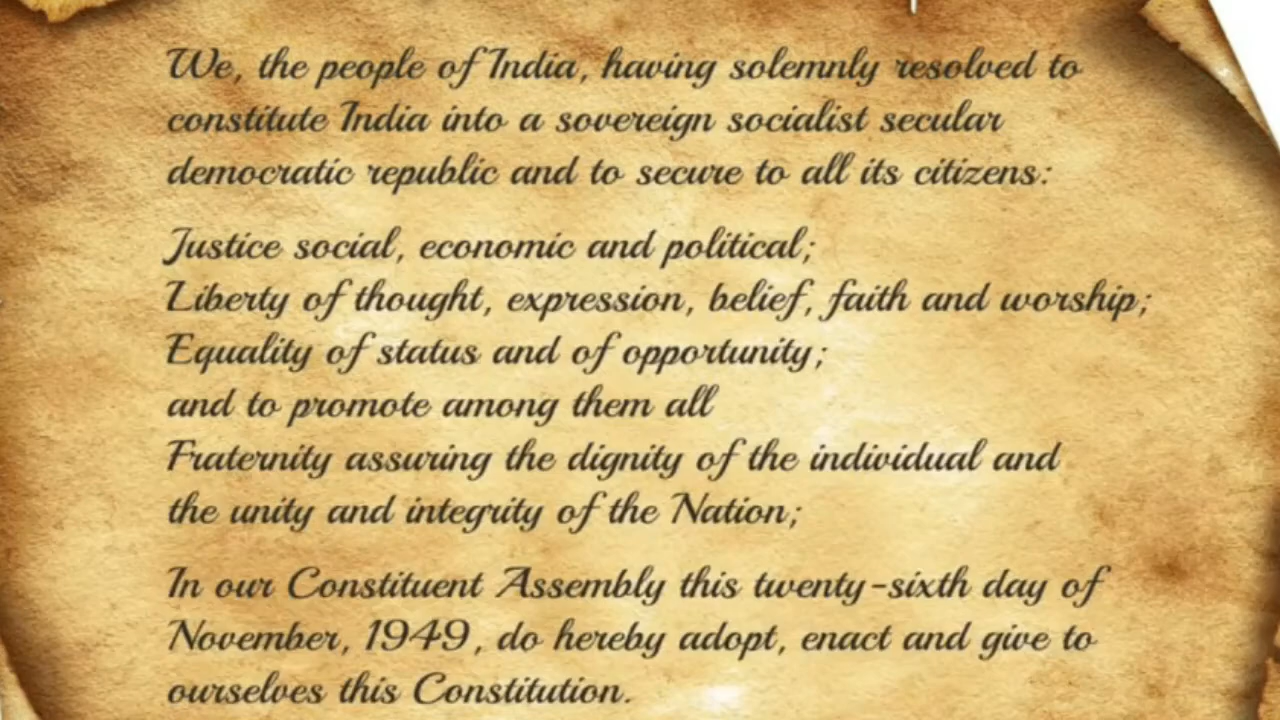 We, the people of India, having solemnly resolved to
constitute India into a sovereign socialist secular
democratic republic and to secure to all its citizens:
Justice social, economic and political;
Liberty of thought, expression, belief, faith and worship;
Equality of status and of opportunity;
and to promote among them all
Fraternity assuring the dignity of the individual and
the unity and integrity of the Nation;
In our Constituent Assembly this twenty-sixth day of
November, 1949, do hereby adopt, enact and give to
ourselves this Constitution.